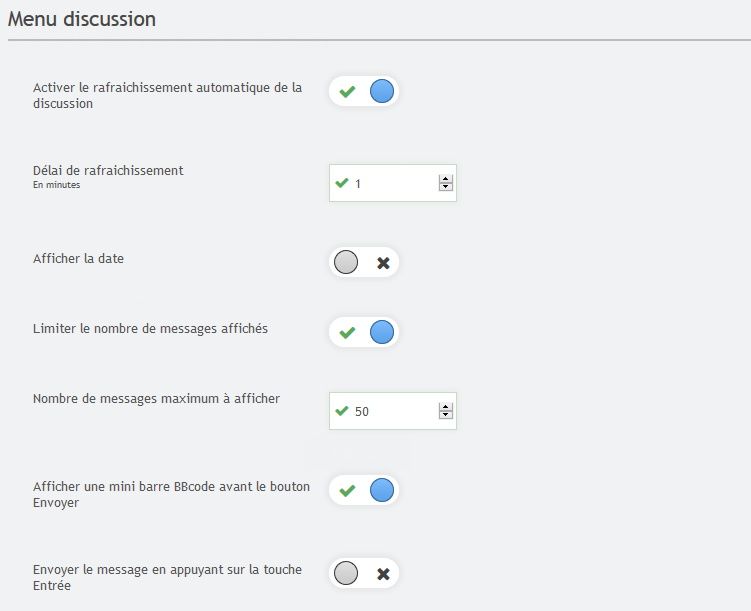 Menu discussion
Activer le rafraichissement automatique de la
discussion
Délai de rafraichissement
En minutes
1
Afficher la date
Limiter le nombre de messages affichés
Nombre de messages maximum à afficher
50
Afficher une mini barre BBcode avant le bouton
Envoyer
Envoyer le message en appuyant sur la touche
Entrée